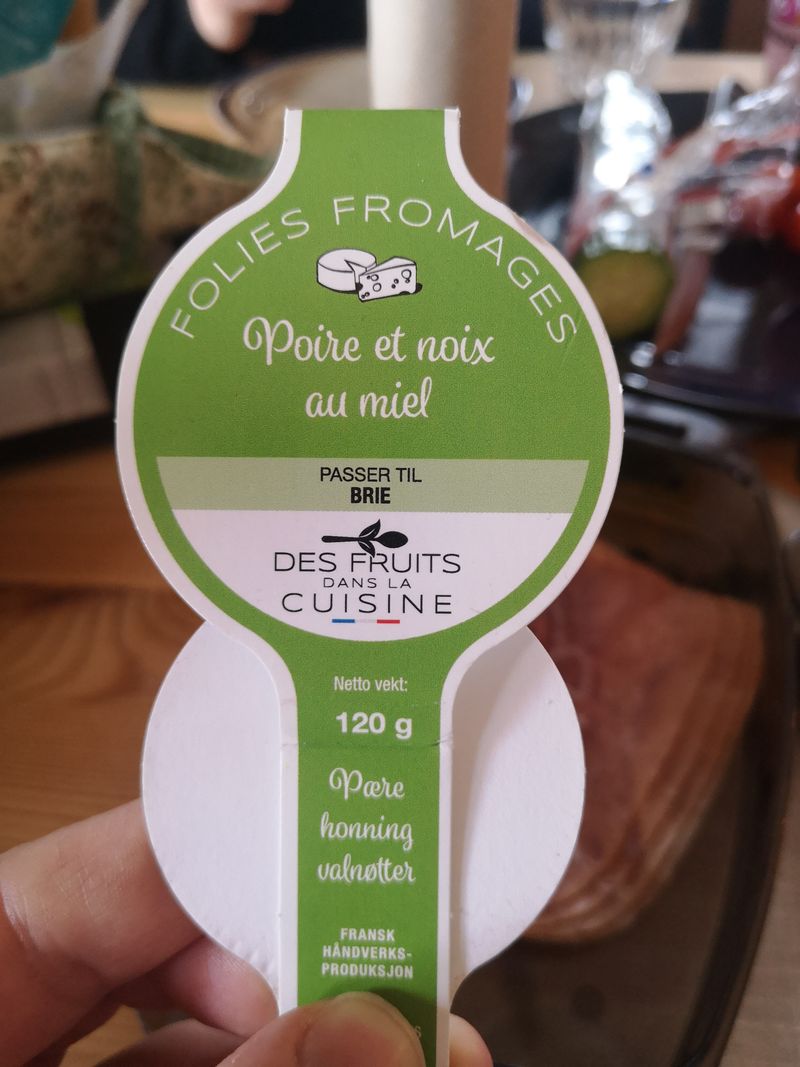 FOLIES FROMAGES
Poire et noix
au miel
PASSER TIL
BRIE
DES FRUITS
DANS LA
CUISINE
Netto vekt:
120 g
Pære
honning
valnøtter
FRANSK
HÅNDVERKS-
PRODUKSJON